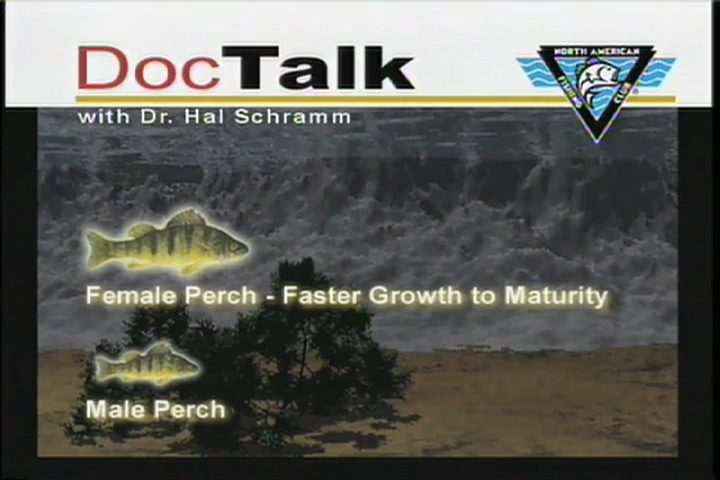 DocTalk
with Dr. Hal Schramm
NORTH AMERICAN
FISHING
CLUB
Female Perch - Faster Growth to Maturity
Male Perch